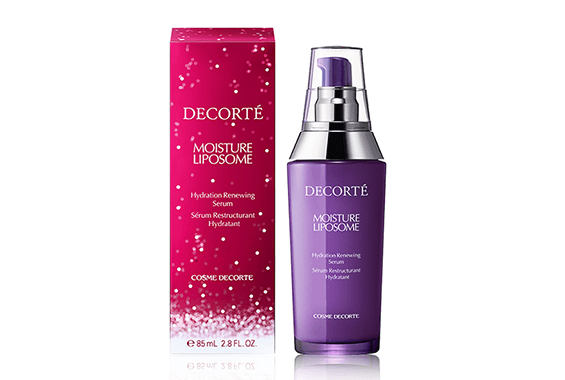 DECORTÉ
MOISTURE
LIPOSOME
Hydration Renewing
Serum
Sérum Restructurant
Hydratant
COSME DECORTE
℮ 85 mL 2.8 FL. OZ.
DECORTÉ
MOISTURE
LIPOSOME
Hydration Renewing
Serum
Sérum Restructurant
Hydratant
COSME DECORTE